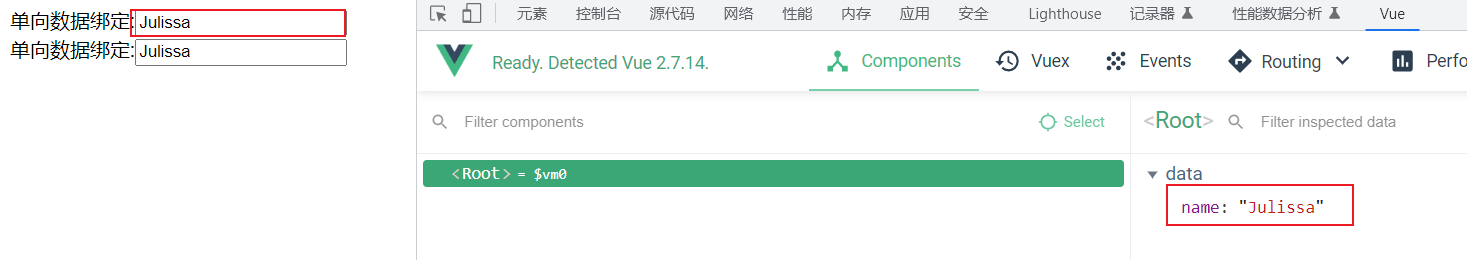 单向数据绑定:Julissa
单向数据绑定:Julissa
元素 控制台 源代码 网络 性能 内存 应用 安全 Lighthouse 记录器 性能数据分析 Vue
Ready. Detected Vue 2.7.14. Components Vuex Events Routing Perfo
Filter components Select <Root> Filter inspected data
<Root> = $vm0
data
name: "Julissa"